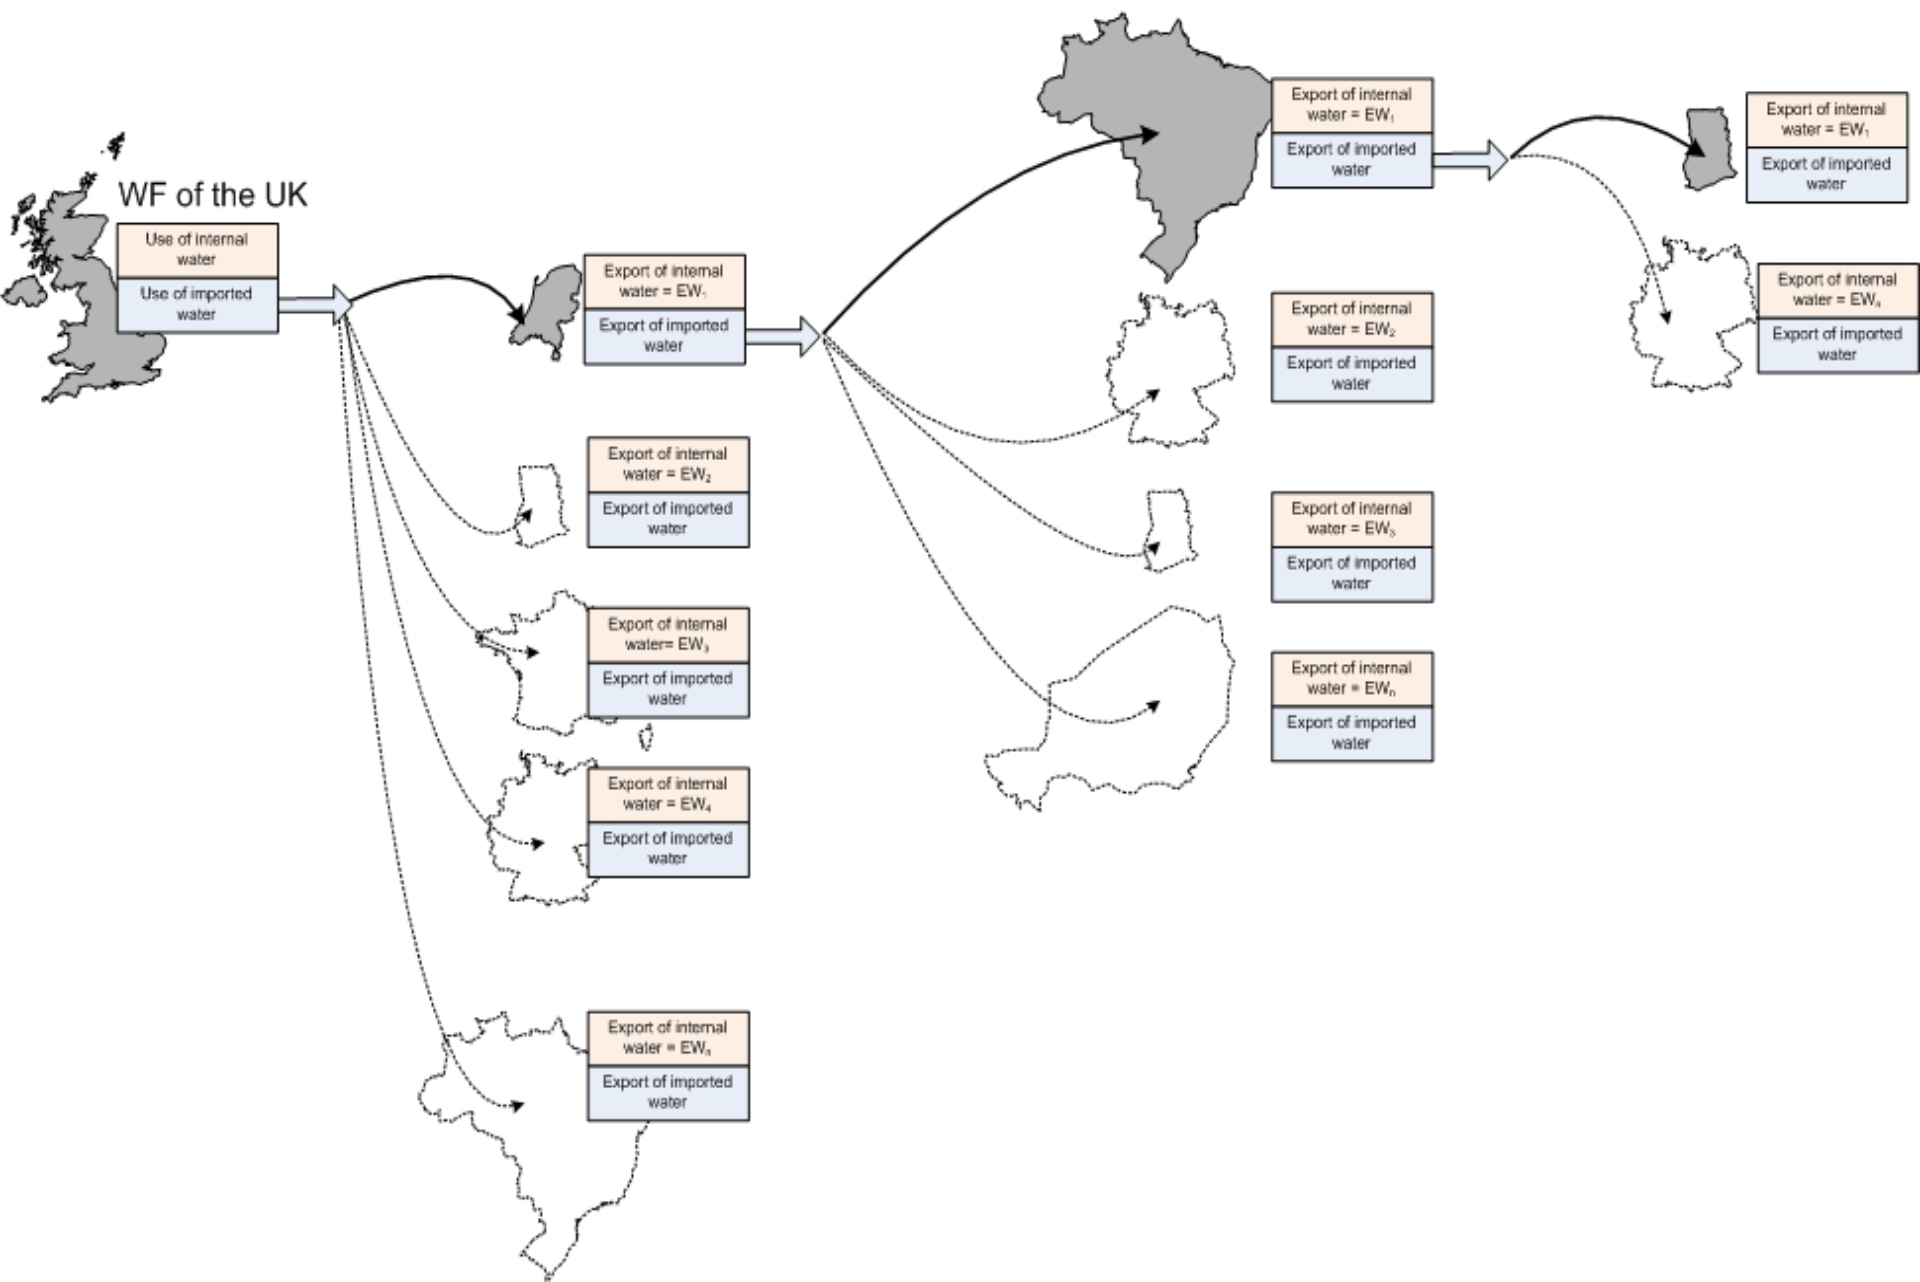 WF of the UK
Use of internal
water
Use of imported
water
Export of internal
water = EW₁
Export of imported
water
Export of internal
water = EW₂
Export of imported
water
Export of internal
water= EW₃
Export of imported
water
Export of internal
water = EW₄
Export of imported
water
Export of internal
water = EWₙ
Export of imported
water
Export of internal
water = EW₁
Export of imported
water
Export of internal
water = EW₂
Export of imported
water
Export of internal
water = EW₃
Export of imported
water
Export of internal
water = EWₙ
Export of imported
water
Export of internal
water = EW₁
Export of imported
water
Export of internal
water = EWₙ
Export of imported
water